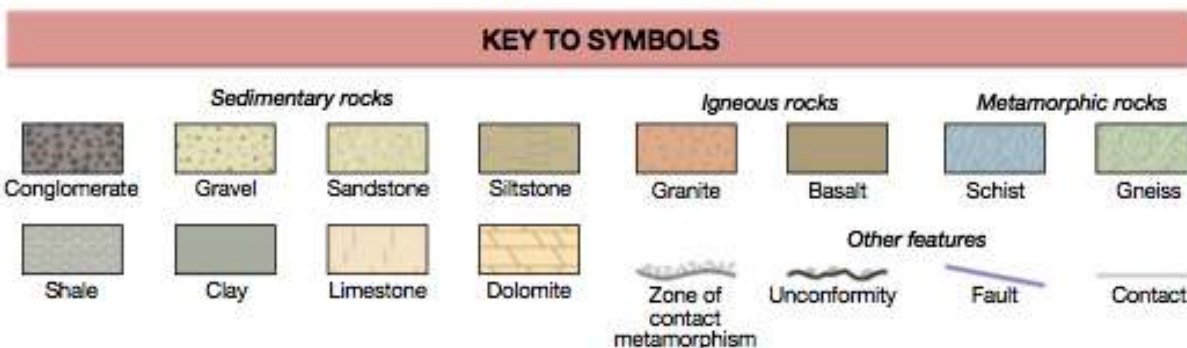 KEY TO SYMBOLS
Sedimentary rocks
Igneous rocks
Metamorphic rocks
Conglomerate
Gravel
Sandstone
Siltstone
Granite
Basalt
Schist
Gneiss
Other features
Shale
Clay
Limestone
Dolomite
Zone of
contact
metamorphism
Unconformity
Fault
Contact